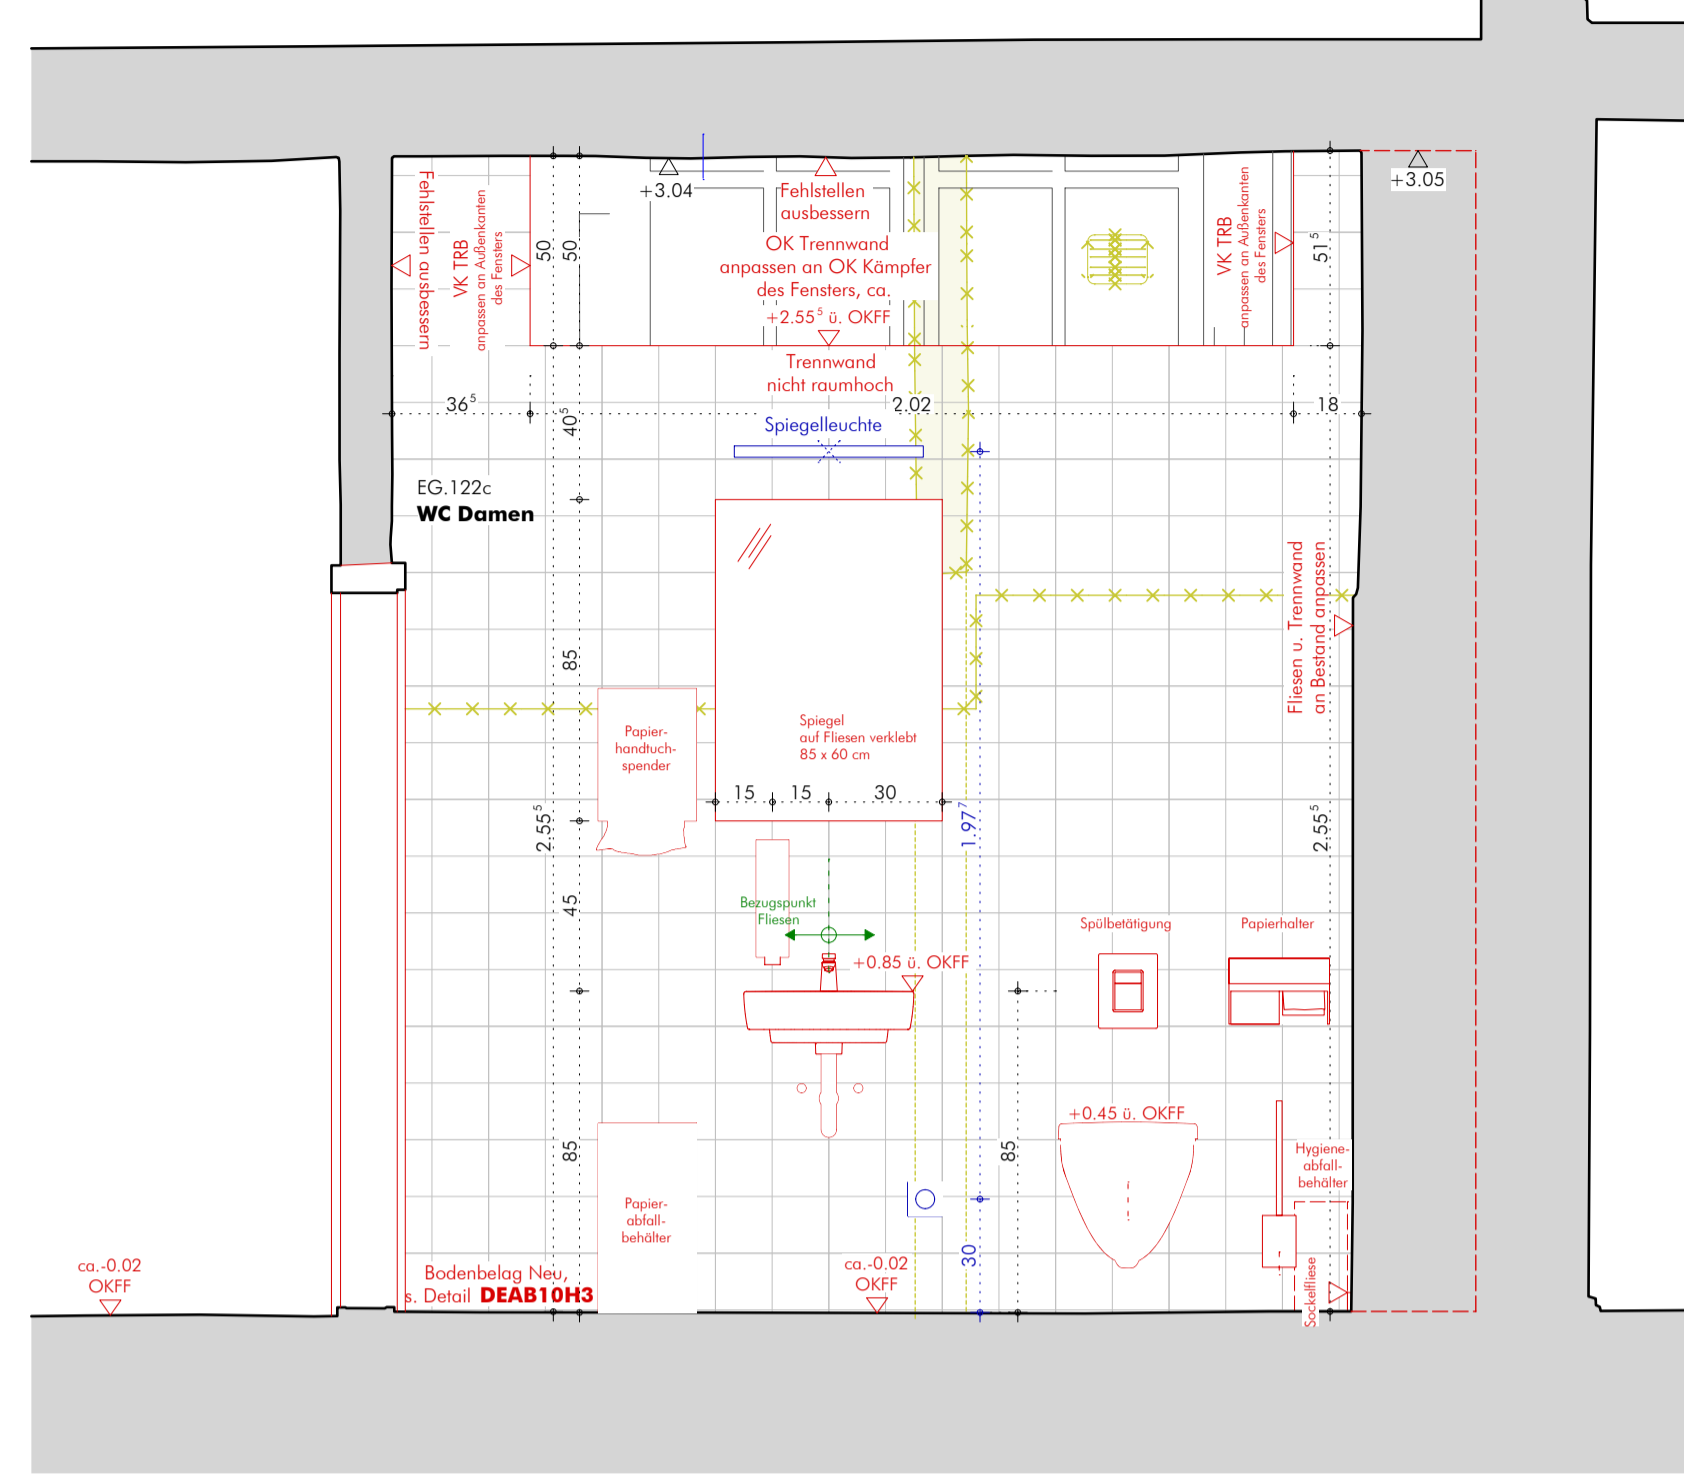 +3.04
+3.05
Fehlstellen ausbessern
VK TRB
anpassen an Außenkanten
des Fensters
50
50
Fehlstellen
ausbessern
OK Trennwand
anpassen an OK Kämpfer
des Fensters, ca.
+2.55⁵ ü. OKFF
VK TRB
anpassen an Außenkanten
des Fensters
51⁵
Trennwand
nicht raumhoch
36⁵
40⁵
2.02
18
Spiegelleuchte
EG.122c
WC Damen
Fliesen u. Trennwand
an Bestand anpassen
85
Papier-
handtuch-
spender
Spiegel
auf Fliesen verklebt
85 x 60 cm
15
15
30
2.55⁵
1.97⁷
2.55⁵
45
Bezugspunkt
Fliesen
Spülbetätigung
Papierhalter
+0.85 ü. OKFF
+0.45 ü. OKFF
85
85
Hygiene-
abfall-
behälter
Papier-
abfall-
behälter
30
ca.-0.02
OKFF
Bodenbelag Neu,
s. Detail DEAB10H3
ca.-0.02
OKFF
Sockelfliese